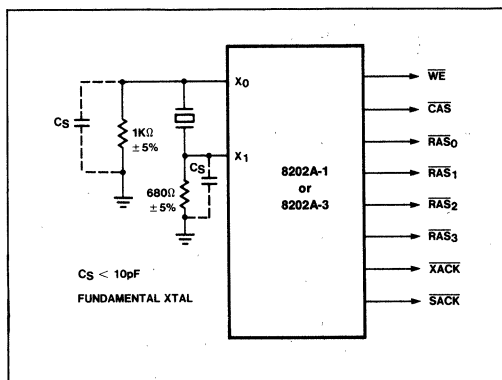 X0
CS
1KΩ
±5%
X1
CS
680Ω
±5%
CS < 10pF
FUNDAMENTAL XTAL
8202A-1
or
8202A-3
WE
CAS
RAS0
RAS1
RAS2
RAS3
XACK
SACK